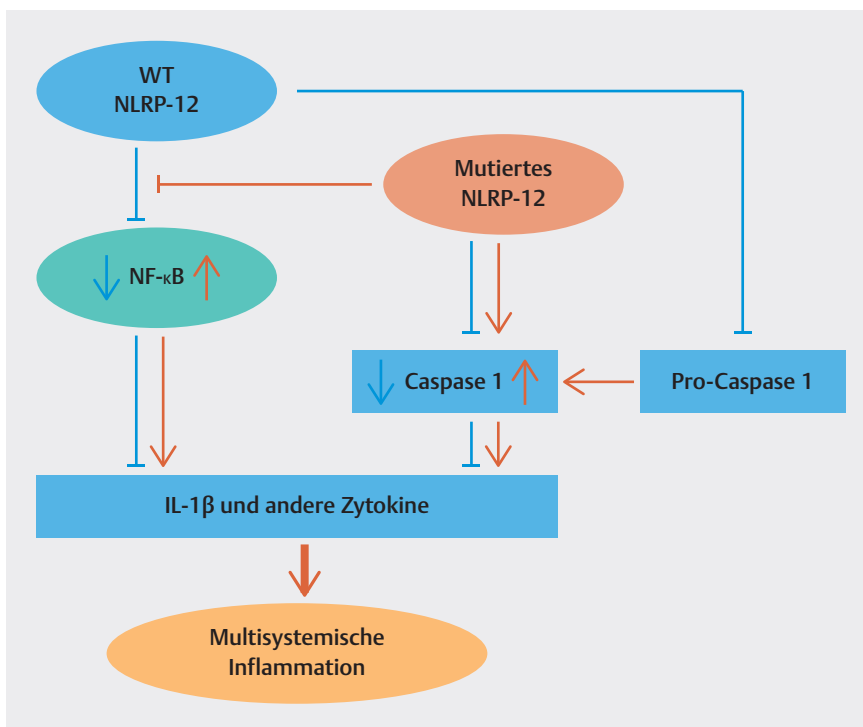 WT
NLRP-12
Mutiertes
NLRP-12
NF-κB
Caspase 1
Pro-Caspase 1
IL-1β und andere Zytokine
Multisystemische
Inflammation